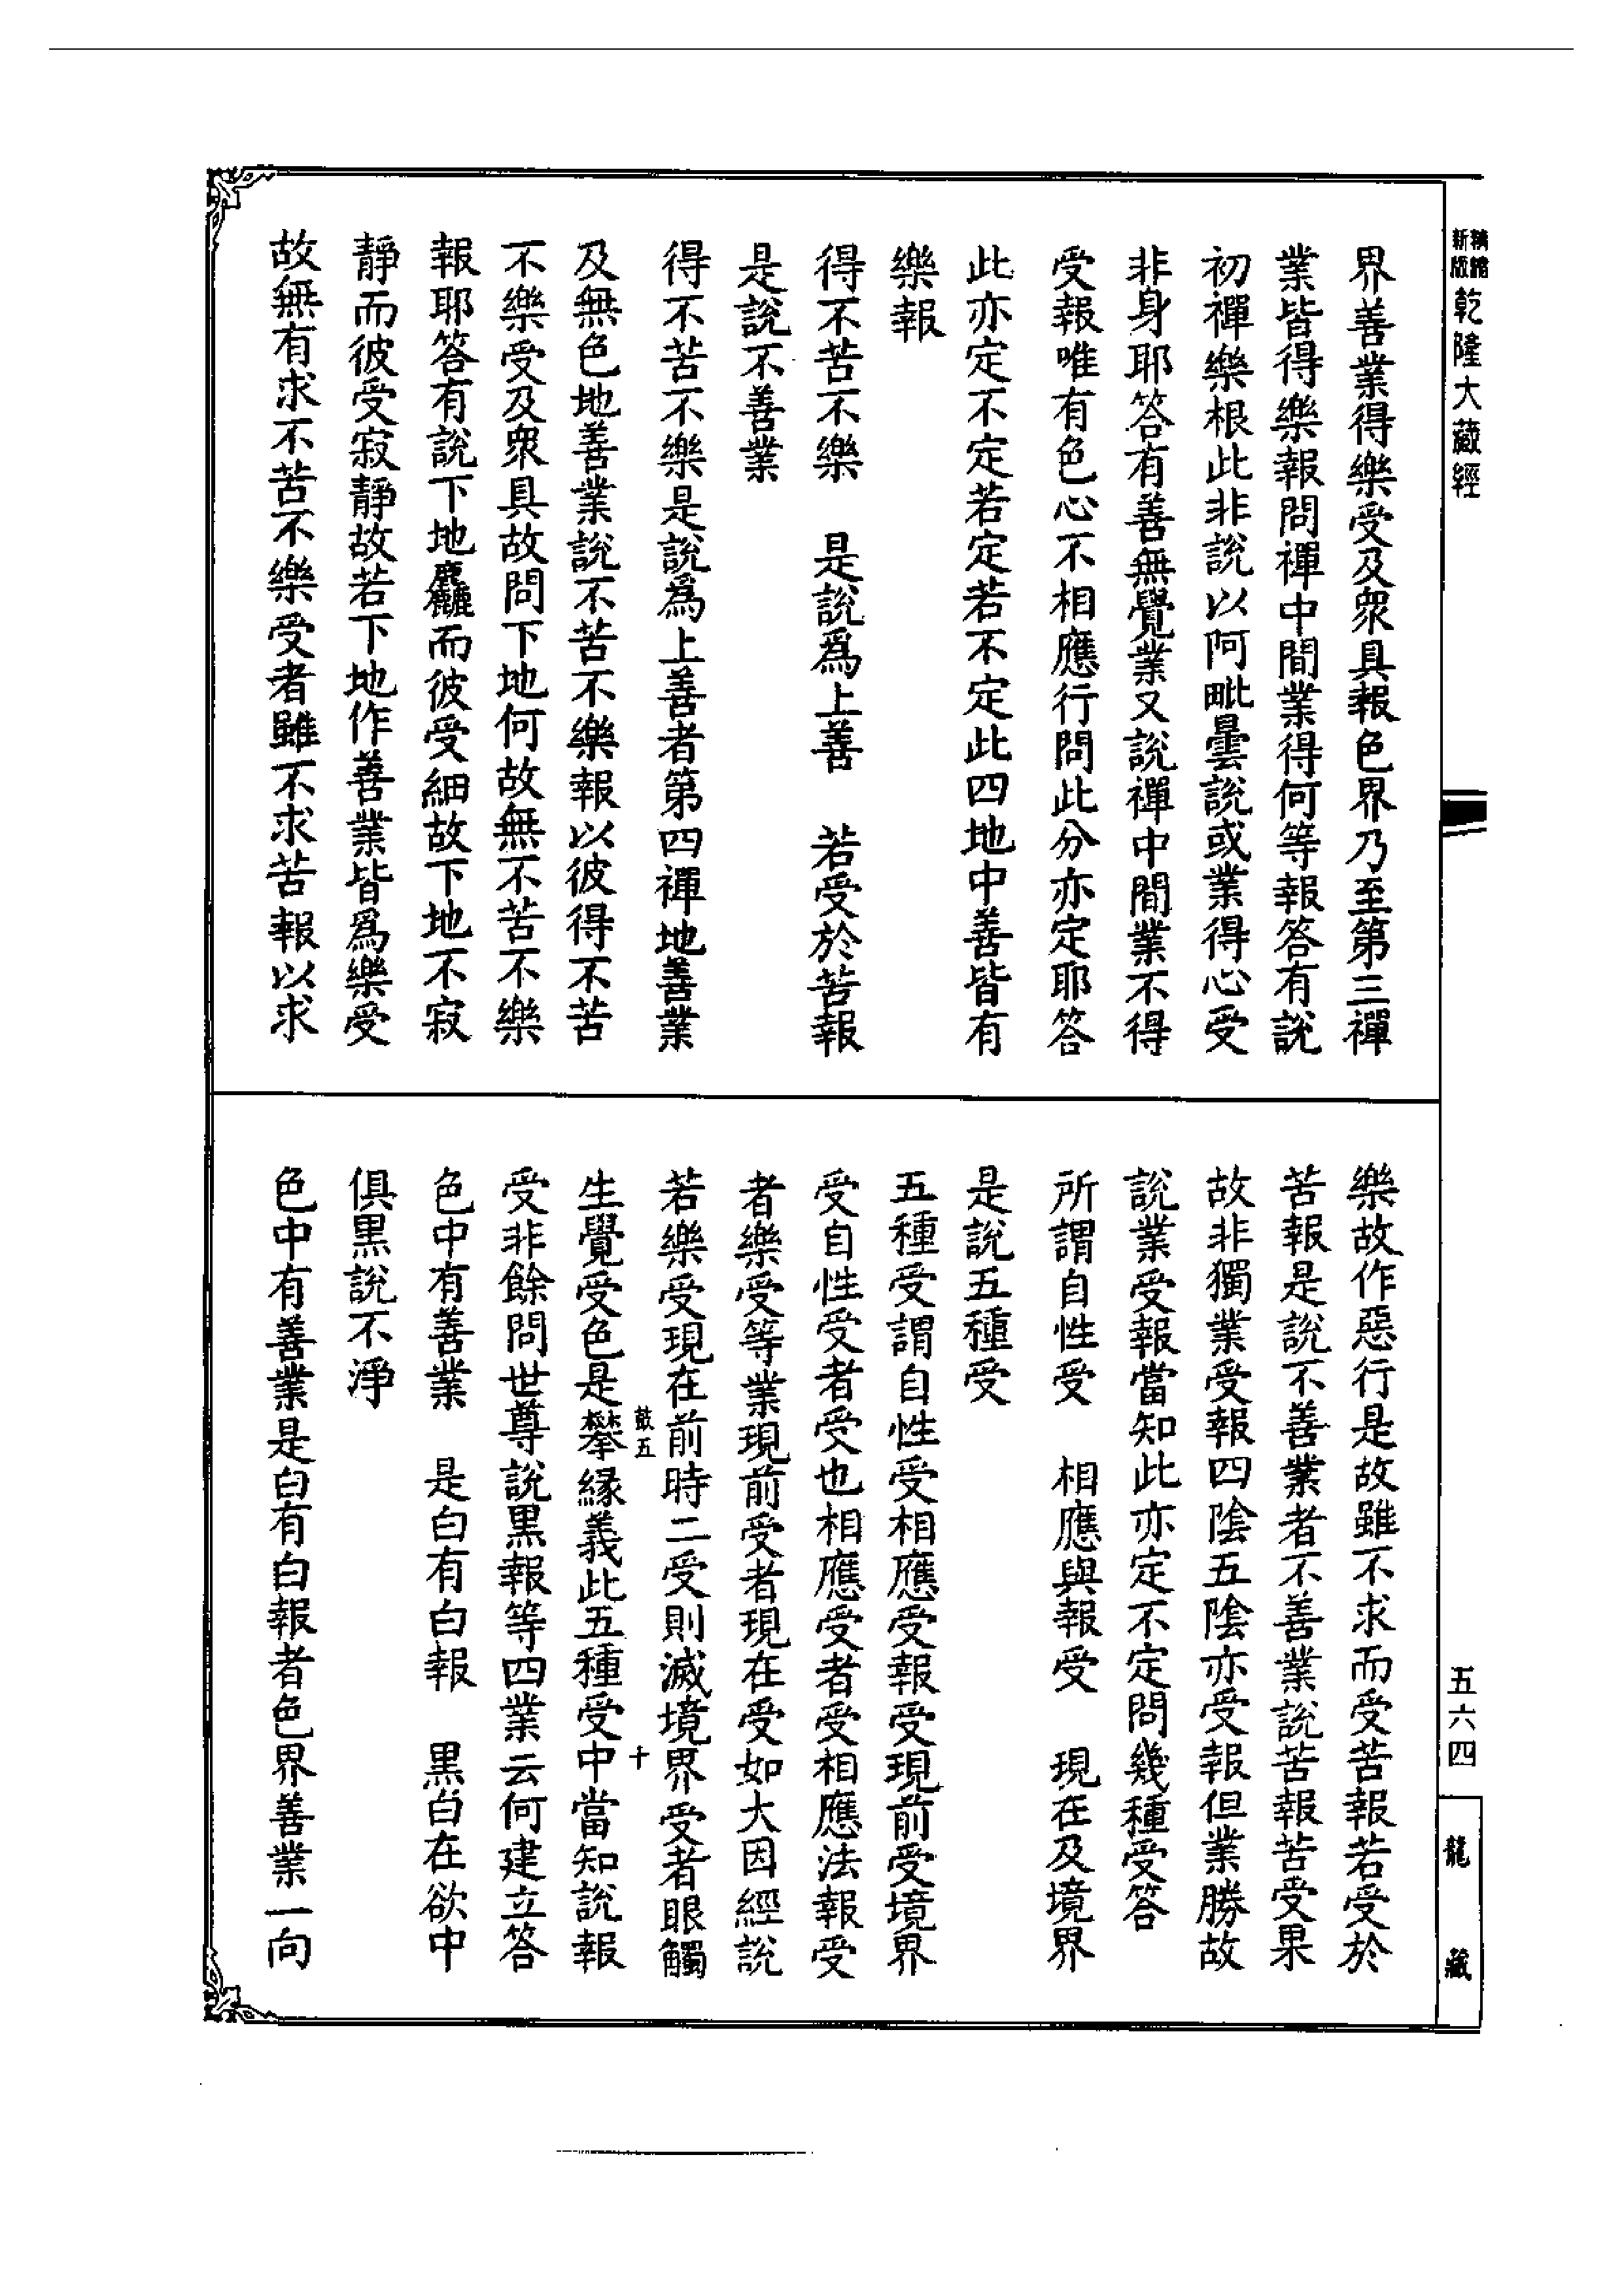 精縮新版乾隆大藏經
界善業得樂受及眾具報色界乃至第三禪
業皆得樂報問禪中間業得何等報答有說
初禪樂根此非說以阿毗曇說或業得心受
非身耶答有善無覺業又說禪中間業不得
受報唯有色心不相應行問此分亦定耶答
此亦定不定若定若不定此四地中善皆有
樂報
得不苦不樂　是說爲上善　若受於苦報
是說不善業
得不苦不樂是說爲上善者第四禪地善業
及無色地善業說不苦不樂報以彼得不苦
不樂受及眾具故問下地何故無不苦不樂
報耶答有說下地麤而彼受細故下地不寂
靜而彼受寂靜故若下地作善業皆爲樂受
故無有求不苦不樂受者雖不求苦報以求
樂故作惡行是故雖不求而受苦報若受於
苦報是說不善業者不善業說苦報苦受果
故非獨業受報四陰五陰亦受報但業勝故
說業受報當知此亦定不定問幾種受答
所謂自性受　相應與報受　現在及境界
是說五種受
五種受謂自性受相應受報受現前受境界
受自性受者受也相應受者受相應法報受
者樂受等業現前受者現在受如大因經說
若樂受現在前時二受則滅境界受者眼觸
鼓五
十
生覺受色是攀緣義此五種受中當知說報
受非餘問世尊說黑報等四業云何建立答
色中有善業　是白有白報　黑白在欲中
俱黑說不淨
色中有善業是白有白報者色界善業一向
五六四
龍藏